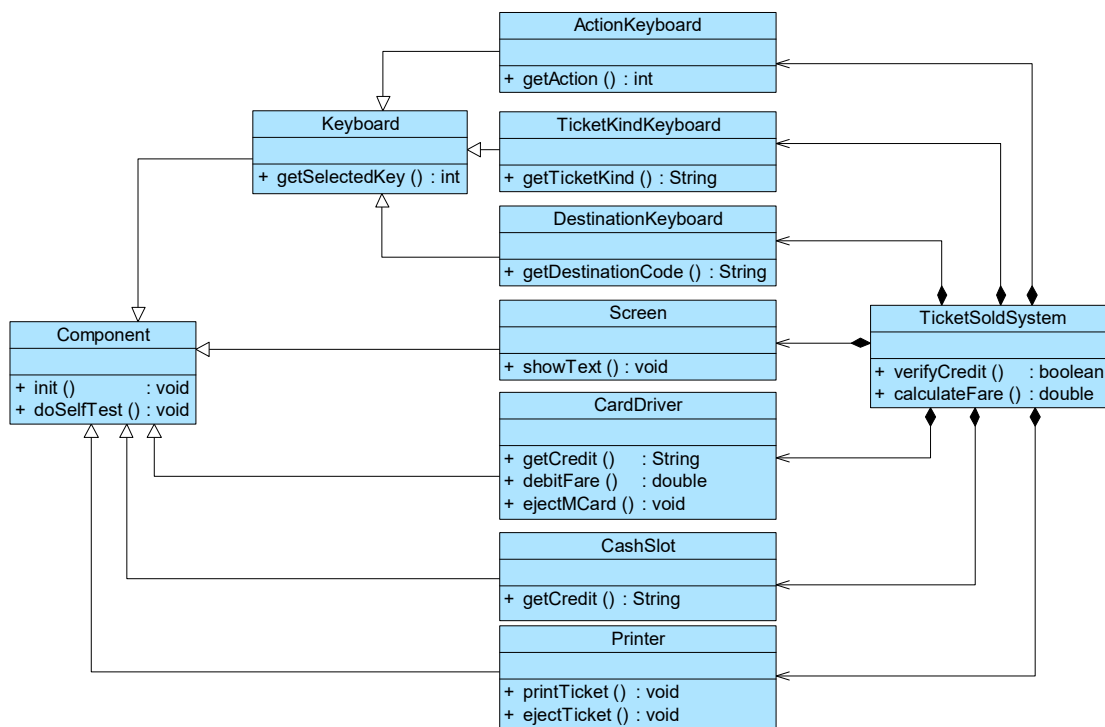 ActionKeyboard
+ getAction () : int
Keyboard
+ getSelectedKey () : int
TicketKindKeyboard
+ getTicketKind () : String
DestinationKeyboard
+ getDestinationCode () : String
Component
+ init () : void
+ doSelfTest () : void
Screen
+ showText () : void
TicketSoldSystem
+ verifyCredit () : boolean
+ calculateFare () : double
CardDriver
+ getCredit () : String
+ debitFare () : double
+ ejectMCard () : void
CashSlot
+ getCredit () : String
Printer
+ printTicket () : void
+ ejectTicket () : void